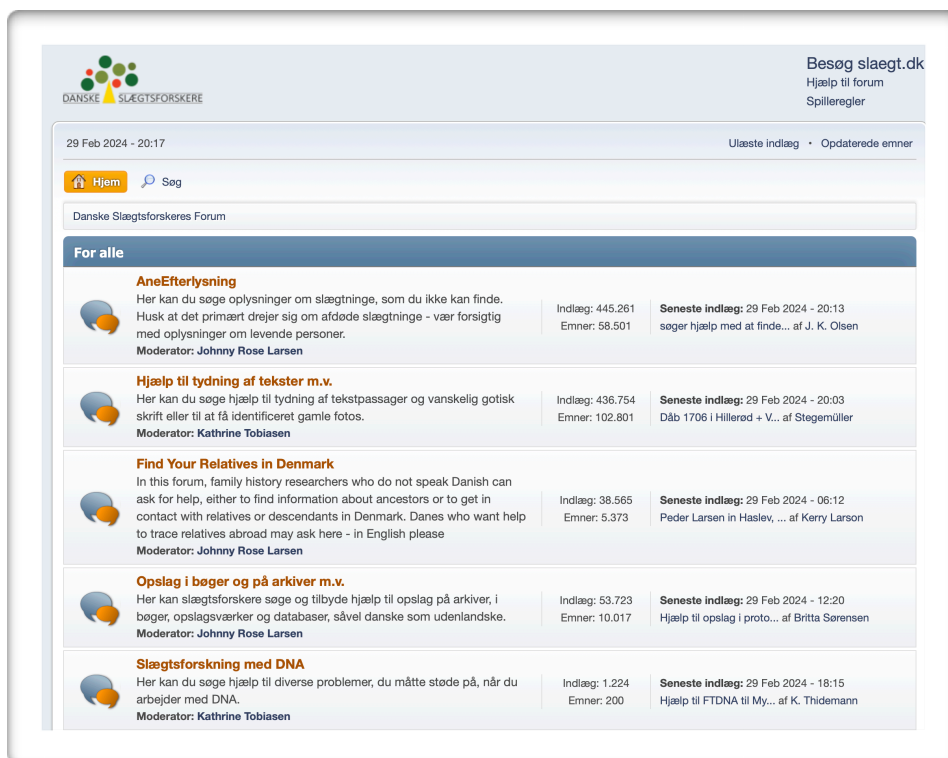 DANSKE SLÆGTSFORSKERE
Besøg slaegt.dk
Hjælp til forum
Spilleregler
29 Feb 2024 - 20:17
Ulæste indlæg • Opdaterede emner
Hjem
Søg
Danske Slægtsforskeres Forum
For alle
AneEfterlysning
Her kan du søge oplysninger om slægtninge, som du ikke kan finde.
Husk at det primært drejer sig om afdøde slægtninge - vær forsigtig
med oplysninger om levende personer.
Moderator: Johnny Rose Larsen
Indlæg: 445.261
Emner: 58.501
Seneste indlæg: 29 Feb 2024 - 20:13
søger hjælp med at finde... af J. K. Olsen
Hjælp til tydning af tekster m.v.
Her kan du søge hjælp til tydning af tekstpassager og vanskelig gotisk
skrift eller til at få identificeret gamle fotos.
Moderator: Kathrine Tobiasen
Indlæg: 436.754
Emner: 102.801
Seneste indlæg: 29 Feb 2024 - 20:03
Dåb 1706 i Hillerød + V... af Stegemüller
Find Your Relatives in Denmark
In this forum, family history researchers who do not speak Danish can
ask for help, either to find information about ancestors or to get in
contact with relatives or descendants in Denmark. Danes who want help
to trace relatives abroad may ask here - in English please
Moderator: Johnny Rose Larsen
Indlæg: 38.565
Emner: 5.373
Seneste indlæg: 29 Feb 2024 - 06:12
Peder Larsen in Haslev, ... af Kerry Larson
Opslag i bøger og på arkiver m.v.
Her kan slægtsforskere søge og tilbyde hjælp til opslag på arkiver, i
bøger, opslagsværker og databaser, såvel danske som udenlandske.
Moderator: Johnny Rose Larsen
Indlæg: 53.723
Emner: 10.017
Seneste indlæg: 29 Feb 2024 - 12:20
Hjælp til opslag i proto... af Britta Sørensen
Slægtsforskning med DNA
Her kan du søge hjælp til diverse problemer, du måtte støde på, når du
arbejder med DNA.
Moderator: Kathrine Tobiasen
Indlæg: 1.224
Emner: 200
Seneste indlæg: 29 Feb 2024 - 18:15
Hjælp til FTDNA til My... af K. Thidemann